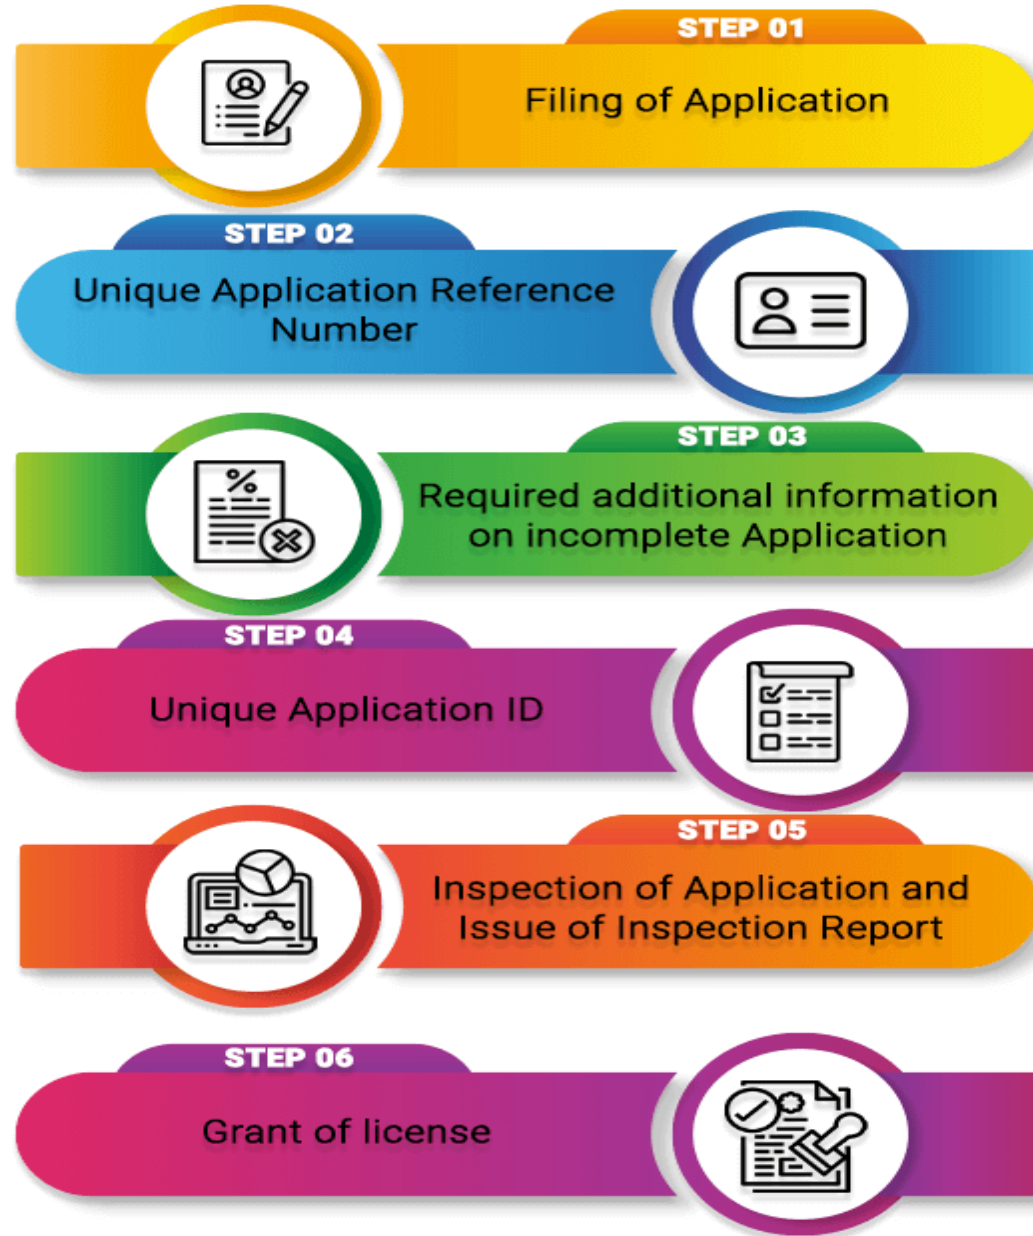 STEP 01
Filing of Application
STEP 02
Unique Application Reference
Number
STEP 03
Required additional information
on incomplete Application
STEP 04
Unique Application ID
STEP 05
Inspection of Application and
Issue of Inspection Report
STEP 06
Grant of license